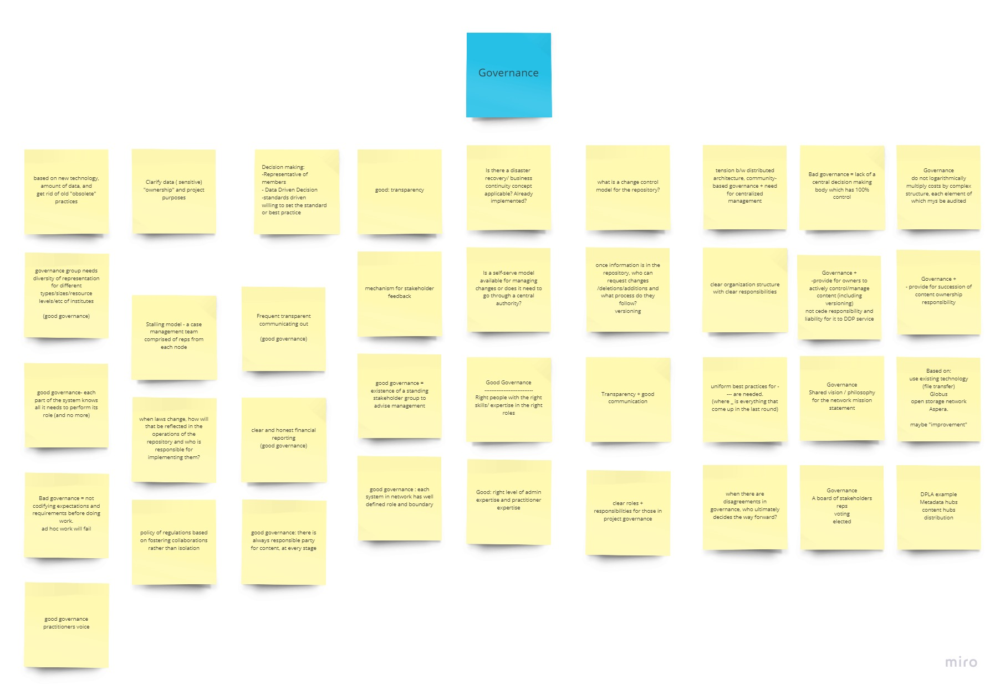 Governance
based on new technology,
amount of data, and
get rid of old "obsolete"
practices
Clarify data ( sensitive)
"ownership" and project
purposes
Decision making:
-Representative of
members
- Data Driven Decision
-standards driven
willing to set the standard
or best practice
good: transparency
Is there a disaster
recovery/ business
continuity concept
applicable? Already
implemented?
what is a change control
model for the repository?
tension b/w distributed
architecture, community-
based governance + need
for centralized
management
Bad governance = lack of a
central decision making
body which has 100%
control
Governance
do not logarithmically
multiply costs by complex
structure, each element of
which mys be audited
governance group needs
diversity of representation
for different
types/sizes/resource
levels/etc of institutes
(good governance)
Stalling model - a case
management team
comprised of reps from
each node
Frequent transparent
communicating out
(good governance)
mechanism for stakeholder
feedback
Is a self-serve model
available for managing
changes or does it need to
go through a central
authority?
once information is in the
repository, who can
request changes
/deletions/additions and
what process do they
follow?
versioning
clear organization structure
with clear responsibilities
Governance +
-provide for owners to
actively control/manage
content (including
versioning)
not cede responsibility and
liability for it to DDP service
Governance +
- provide for succession of
content ownership
responsibility
good governance- each
part of the system knows
all it needs to perform its
role (and no more)
when laws change, how will
that be reflected in the
operations of the
repository and who is
responsible for
implementing them?
clear and honest financial
reporting
(good governance)
good governance =
existence of a standing
stakeholder group to
advise management
Good Governance
----------------------------
Right people with the right
skills/ expertise in the right
roles
Transparency + good
communication
uniform best practices for -
--- are needed.
(where _ is everything that
come up in the last round)
Governance
Shared vision / philosophy
for the network mission
statement
Based on:
use existing technology
(file transfer)
Globus
open storage network
Aspera.
maybe "improvement"
Bad governance = not
codifying expectations and
requirements before doing
work.
ad hoc work will fail
policy of regulations based
on fostering collaborations
rather than isolation
good governance: there is
always responsible party
for content, at every stage
good governance : each
system in network has well
defined role and boundary
Good: right level of admin
expertise and practitioner
expertise
clear roles +
responsibilities for those in
project governance
when there are
disagreements in
governance, who ultimately
decides the way forward?
Governance
A board of stakeholders
reps
voting
elected
DPLA example
Metadata hubs
content hubs
distribution
good governance
practitioners voice
miro